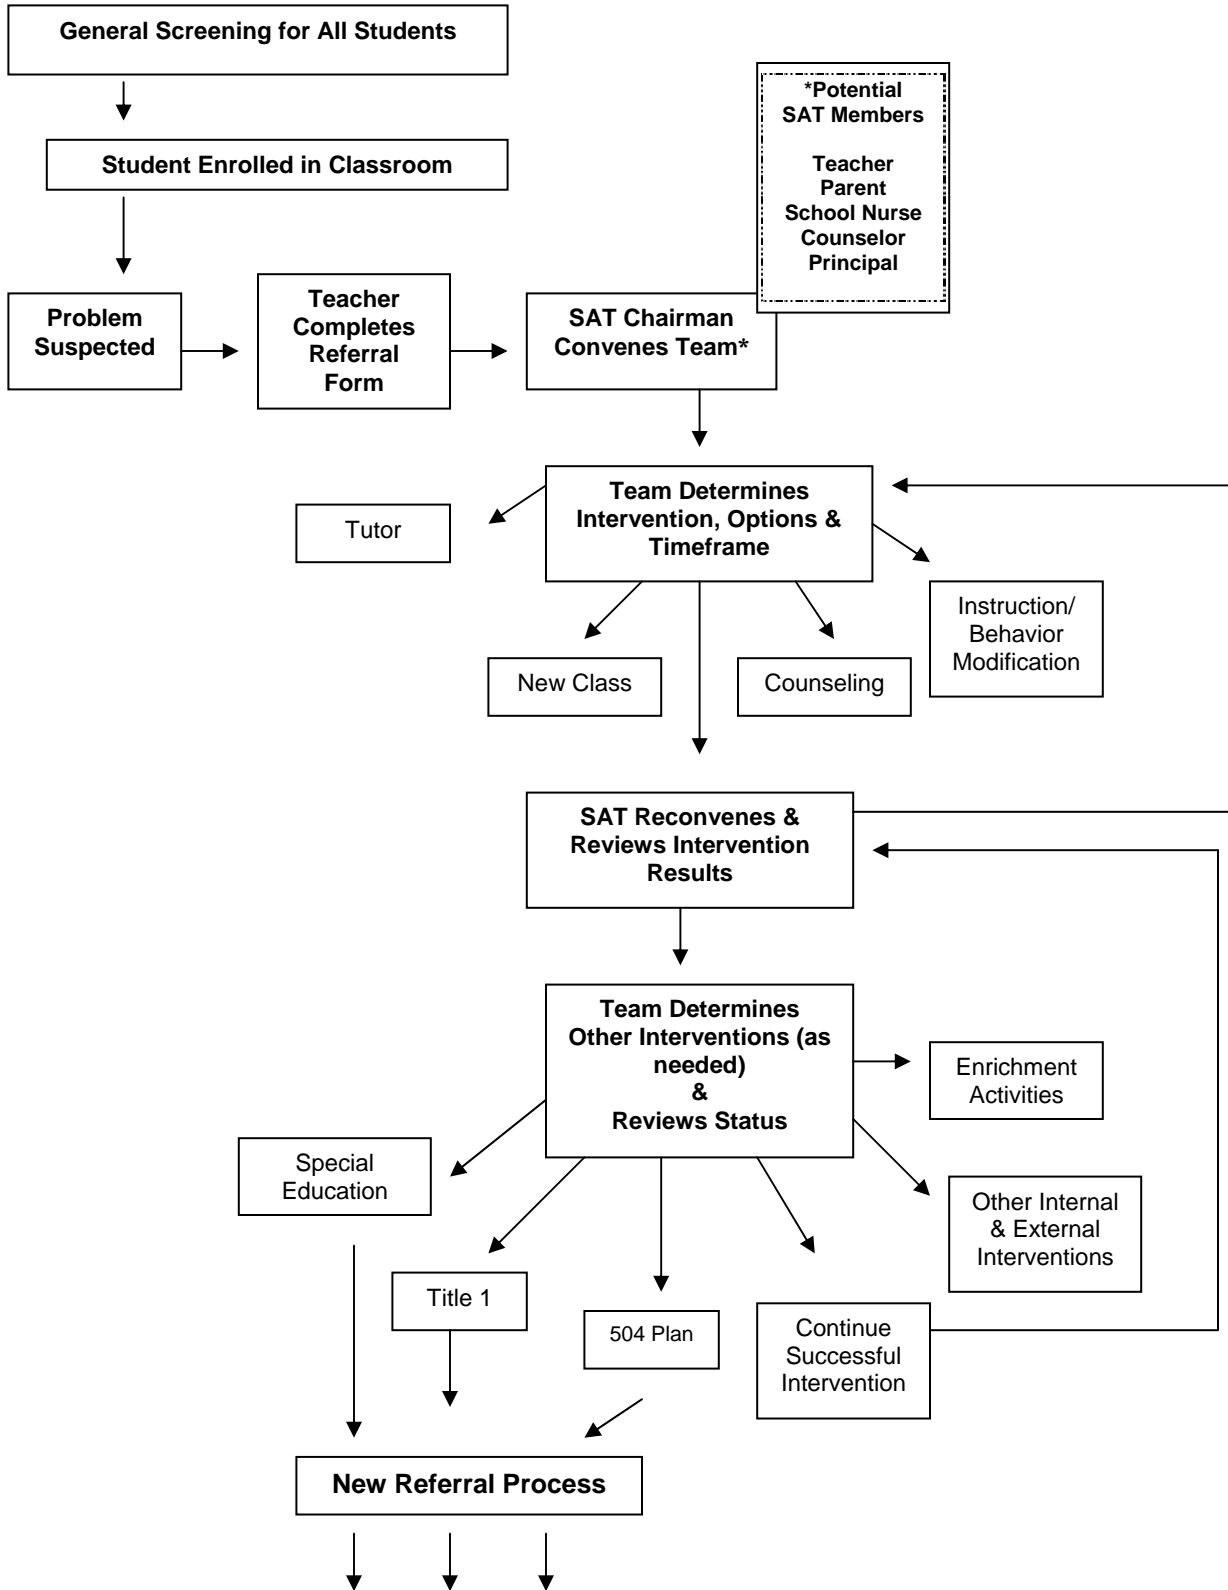 General Screening for All Students
*Potential
SAT Members
Teacher
Parent
School Nurse
Counselor
Principal
Student Enrolled in Classroom
Problem
Suspected
Teacher
Completes
Referral
Form
SAT Chairman
Convenes Team*
Team Determines
Intervention, Options &
Timeframe
Tutor
Instruction/
Behavior
Modification
New Class
Counseling
SAT Reconvenes &
Reviews Intervention
Results
Team Determines
Other Interventions (as
needed)
&
Reviews Status
Enrichment
Activities
Special
Education
Other Internal
& External
Interventions
Title 1
504 Plan
Continue
Successful
Intervention
New Referral Process